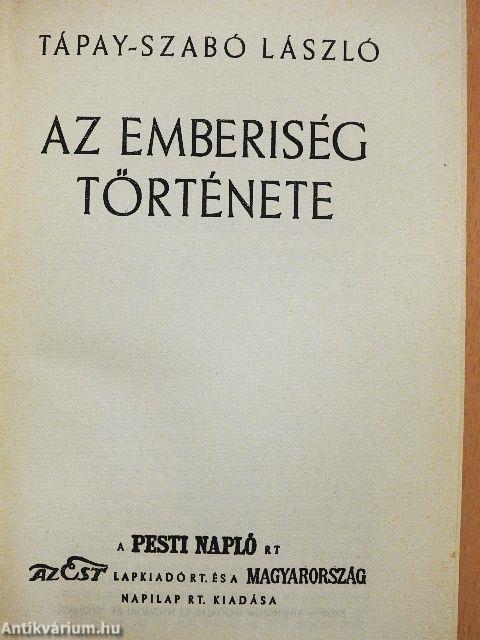 TÁPAY-SZABÓ LÁSZLÓ
AZ EMBERISÉG
TÖRTÉNETE
A PESTI NAPLÓ RT
AZ EST LAPKIADÓ RT. ÉS A MAGYARORSZÁG
NAPILAP RT. KIADÁSA
Antikvárium.hu